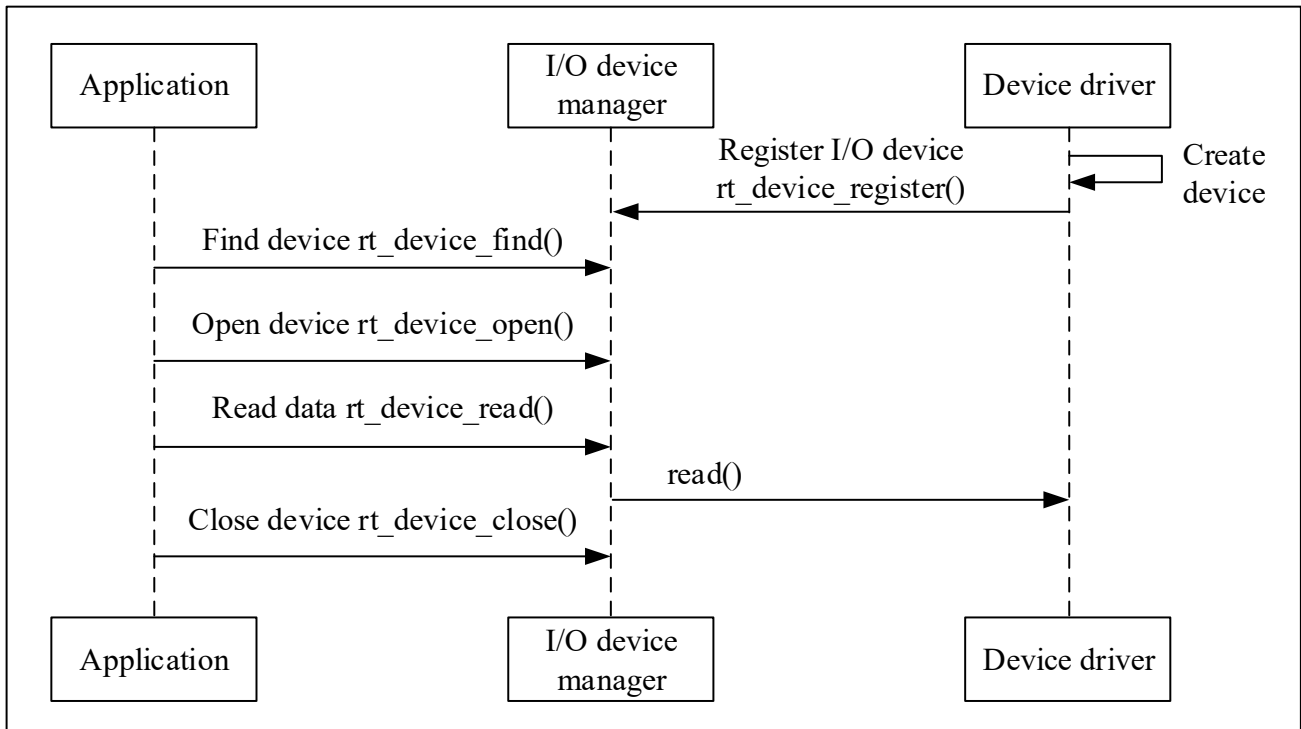 Application
I/O device
manager
Device driver
Register I/O device
rt_device_register()
Create
device
Find device rt_device_find()
Open device rt_device_open()
Read data rt_device_read()
read()
Close device rt_device_close()
Application
I/O device
manager
Device driver